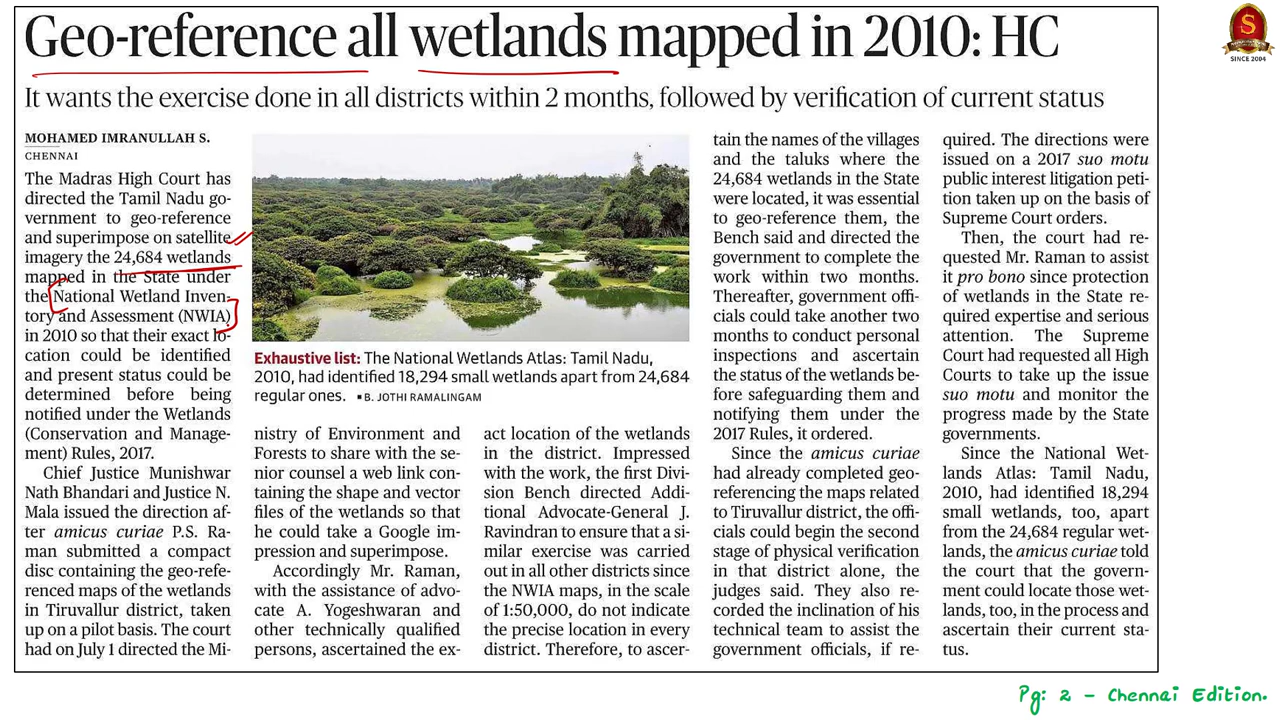 Geo-reference all wetlands mapped in 2010: HC
It wants the exercise done in all districts within 2 months, followed by verification of current status
MOHAMED IMRANULLAH S.
CHENNAI
The Madras High Court has
directed the Tamil Nadu go-
vernment to geo-reference
and superimpose on satellite
imagery the 24,684 wetlands
mapped in the State under
the National Wetland Inven-
tory and Assessment (NWIA)
in 2010 so that their exact lo-
cation could be identified
and present status could be
determined before being
notified under the Wetlands
(Conservation and Manage-
ment) Rules, 2017.
Chief Justice Munishwar
Nath Bhandari and Justice N.
Mala issued the direction af-
ter amicus curiae P.S. Ra-
man submitted a compact
disc containing the geo-refe-
renced maps of the wetlands
in Tiruvallur district, taken
up on a pilot basis. The court
had on July 1 directed the Mi-
Exhaustive list: The National Wetlands Atlas: Tamil Nadu,
2010, had identified 18,294 small wetlands apart from 24,684
regular ones. ▪ B. JOTHI RAMALINGAM
nistry of Environment and
Forests to share with the se-
nior counsel a web link con-
taining the shape and vector
files of the wetlands so that
he could take a Google im-
pression and superimpose.
Accordingly Mr. Raman,
with the assistance of advo-
cate A. Yogeshwaran and
other technically qualified
persons, ascertained the ex-
act location of the wetlands
in the district. Impressed
with the work, the first Divi-
sion Bench directed Addi-
tional Advocate-General J.
Ravindran to ensure that a si-
milar exercise was carried
out in all other districts since
the NWIA maps, in the scale
of 1:50,000, do not indicate
the precise location in every
district. Therefore, to ascer-
tain the names of the villages
and the taluks where the
24,684 wetlands in the State
were located, it was essential
to geo-reference them, the
Bench said and directed the
government to complete the
work within two months.
Thereafter, government offi-
cials could take another two
months to conduct personal
inspections and ascertain
the status of the wetlands be-
fore safeguarding them and
notifying them under the
2017 Rules, it ordered.
Since the amicus curiae
had already completed geo-
referencing the maps related
to Tiruvallur district, the offi-
cials could begin the second
stage of physical verification
in that district alone, the
judges said. They also re-
corded the inclination of his
technical team to assist the
government officials, if re-
quired. The directions were
issued on a 2017 suo motu
public interest litigation peti-
tion taken up on the basis of
Supreme Court orders.
Then, the court had re-
quested Mr. Raman to assist
it pro bono since protection
of wetlands in the State re-
quired expertise and serious
attention. The Supreme
Court had requested all High
Courts to take up the issue
suo motu and monitor the
progress made by the State
governments.
Since the National Wet-
lands Atlas: Tamil Nadu,
2010, had identified 18,294
small wetlands, too, apart
from the 24,684 regular wet-
lands, the amicus curiae told
the court that the govern-
ment could locate those wet-
lands, too, in the process and
ascertain their current sta-
tus.
S
SINCE 2004
Pg: 2 - Chennai Edition.